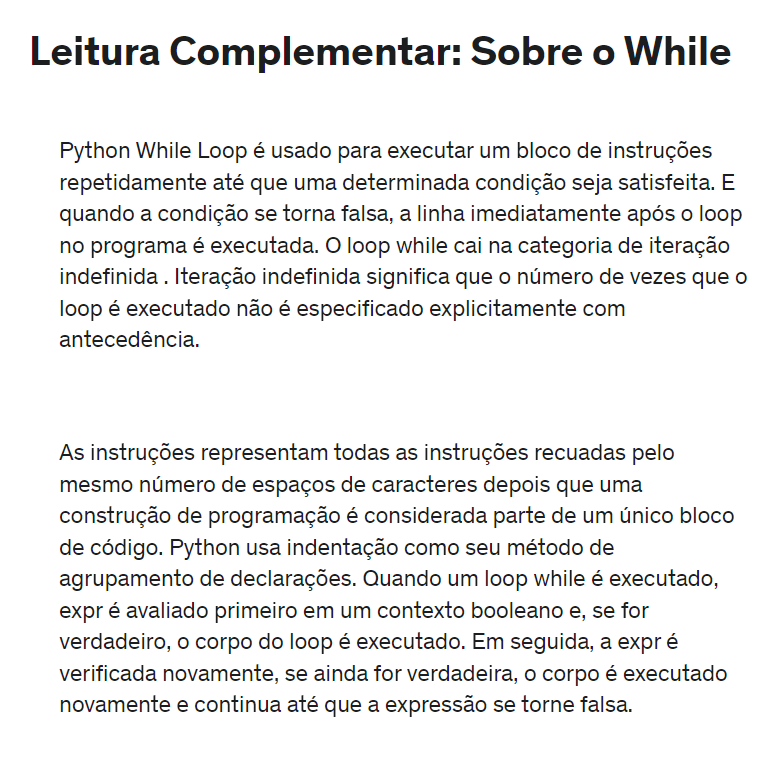 Leitura Complementar: Sobre o While
Python While Loop é usado para executar um bloco de instruções
repetidamente até que uma determinada condição seja satisfeita. E
quando a condição se torna falsa, a linha imediatamente após o loop
no programa é executada. O loop while cai na categoria de iteração
indefinida . Iteração indefinida significa que o número de vezes que o
loop é executado não é especificado explicitamente com
antecedência.
As instruções representam todas as instruções recuadas pelo
mesmo número de espaços de caracteres depois que uma
construção de programação é considerada parte de um único bloco
de código. Python usa indentação como seu método de
agrupamento de declarações. Quando um loop while é executado,
expr é avaliado primeiro em um contexto booleano e, se for
verdadeiro, o corpo do loop é executado. Em seguida, a expr é
verificada novamente, se ainda for verdadeira, o corpo é executado
novamente e continua até que a expressão se torne falsa.